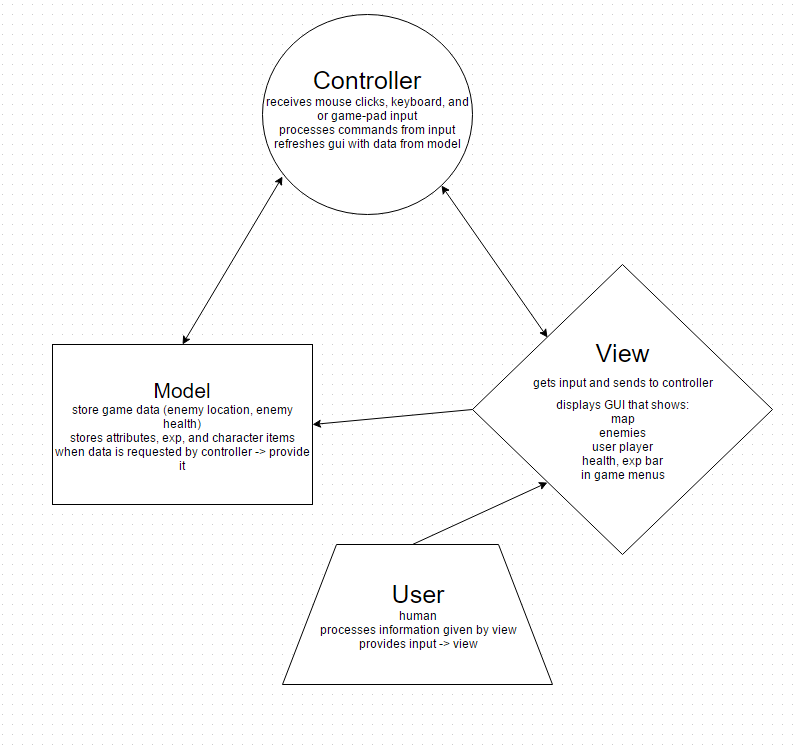 Controller
receives mouse clicks, keyboard, and
or game-pad input
processes commands from input
refreshes gui with data from model
View
gets input and sends to controller
displays GUI that shows:
map
enemies
user player
health, exp bar
in game menus
Model
store game data (enemy location, enemy
health)
stores attributes, exp, and character items
when data is requested by controller -> provide
it
User
human
processes information given by view
provides input -> view